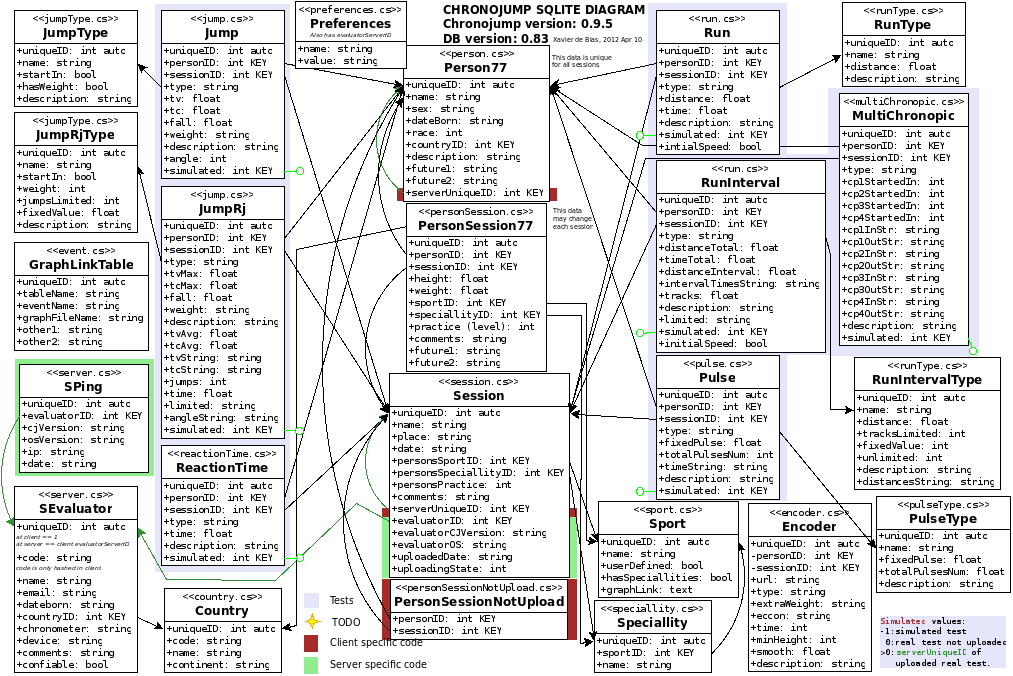 CHRONOJUMP SQLITE DIAGRAM
Chronojump version: 0.9.5
DB version: 0.83 Xavier de Blas, 2012 Apr 10
<<jumpType.cs>>
JumpType
+uniqueID: int autc
+name: string
+startIn: bool
+hasWeight: bool
+description: string
<<jumpType.cs>>
JumpRjType
+uniqueID: int autc
+name: string
+startIn: bool
+weight: int
+jumpsLimited: int
+fixedValue: float
+description: string
<<event.cs>>
GraphLinkTable
+uniqueID: int autc
+tableName: string
+eventName: string
+graphFileName: string
+other1: string
+other2: string
<<server.cs>>
SPing
+uniqueID: int autc
+evaluatorID: int KEY
+cjVersion: string
+osVersion: string
+ip: string
+date: string
<<server.cs>>
SEvaluator
+uniqueID: int autc
at client == 1
at server == client evaluatorServerID
+code: string
code is only hashed in client
+name: string
+email: string
+dateborn: string
+countryID: int KEY
+chronometer: string
+device: string
+comments: string
+confiable: bool
<<jump.cs>>
Jump
+uniqueID: int autc
+personID: int KEY
+sessionID: int KEY
+type: string
+tv: float
+tc: float
+fall: float
+weight: string
+description: string
+angle: int
+simulated: int KEY
<<jump.cs>>
JumpRj
+uniqueID: int autc
+personID: int KEY
+sessionID: int KEY
+type: string
+tvMax: float
+tcMax: float
+fall: float
+weight: string
+description: string
+tvAvg: float
+tcAvg: float
+tvString: string
+tcString: string
+jumps: int
+time: float
+limited: string
+angleString: string
+simulated: int KEY
<<reactionTime.cs>>
ReactionTime
+uniqueID: int autc
+personID: int KEY
+sessionID: int KEY
+type: string
+time: float
+description: string
+simulated: int KEY
<<country.cs>>
Country
+uniqueID: int autc
+code: string
+name: string
+continent: string
<<preferences.cs>>
Preferences
Also has evaluatorServerID
+name: string
+value: string
<<person.cs>>
Person77
+uniqueID: int autc
+name: string
+sex: string
+dateBorn: string
+race: int
+countryID: int KEY
+description: string
+future1: string
+future2: string
+serverUniqueID: int KEY
This data is unique
for all sessions
<<personSession.cs>>
PersonSession77
+uniqueID: int autc
+personID: int KEY
+sessionID: int KEY
+height: float
+weight: float
+sportID: int KEY
+speciallityID: int KEY
+practice (level): int
+comments: string
+future1: string
+future2: string
This data
may change
each session
<<session.cs>>
Session
+uniqueID: int autc
+name: string
+place: string
+date: string
+personsSportID: int KEY
+personsSpeciallityID: int KEY
+personsPractice: int
+comments: string
+serverUniqueID: int KEY
+evaluatorID: int KEY
+evaluatorCJVersion: string
+evaluatorOS: string
+uploadedDate: string
+uploadingState: int
<<personSessionNotUpload.cs>>
PersonSessionNotUpload
+personID: int KEY
+sessionID: int KEY
Tests
TODO
Client specific code
Server specific code
<<run.cs>>
Run
+uniqueID: int autc
+personID: int KEY
+sessionID: int KEY
+type: string
+distance: float
+time: float
+description: string
+simulated: int KEY
+intialSpeed: bool
<<run.cs>>
RunInterval
+uniqueID: int autc
+personID: int KEY
+sessionID: int KEY
+type: string
+distanceTotal: float
+timeTotal: float
+distanceInterval: float
+intervalTimesString: string
+tracks: float
+description: string
+limited: string
+simulated: int KEY
+initialSpeed: bool
<<pulse.cs>>
Pulse
+uniqueID: int autc
+personID: int KEY
+sessionID: int KEY
+type: string
+fixedPulse: float
+totalPulsesNum: int
+timeString: string
+description: string
+simulated: int KEY
<<sport.cs>>
Sport
+uniqueID: int autc
+name: string
+userDefined: bool
+hasSpeciallities: bool
+graphLink: text
<<speciallity.cs>>
Speciallity
+uniqueID: int autc
+sportID: int KEY
+name: string
<<encoder.cs>>
Encoder
+uniqueID: int autc
-personID: int KEY
-sessionID: int KEY
+url: string
+type: string
+extraWeight: string
+eccon: string
+time: int
+minHeight: int
+smooth: float
+description: string
<<runType.cs>>
RunType
+uniqueID: int autc
+name: string
+distance: float
+description: string
<<multiChronopic.cs>>
MultiChronopic
+uniqueID: int autc
+personID: int KEY
+sessionID: int KEY
+type: string
+cp1StartedIn: int
+cp2StartedIn: int
+cp3StartedIn: int
+cp4StartedIn: int
+cp1InStr: string
+cp1OutStr: string
+cp2InStr: string
+cp2OutStr: string
+cp3InStr: string
+cp3OutStr: string
+cp4InStr: string
+cp4OutStr: string
+description: string
+simulated: int KEY
<<runType.cs>>
RunIntervalType
+uniqueID: int autc
+name: string
+distance: float
+tracksLimited: int
+fixedValue: int
+unlimited: int
+description: string
+distancesString: string
<<pulseType.cs>>
PulseType
+uniqueID: int autc
+name: string
+fixedPulse: float
+totalPulsesNum: float
+description: string
Simulated values:
-1:simulated test
0:real test not uploaded
>0:serverUniqueID of
uploaded real test.